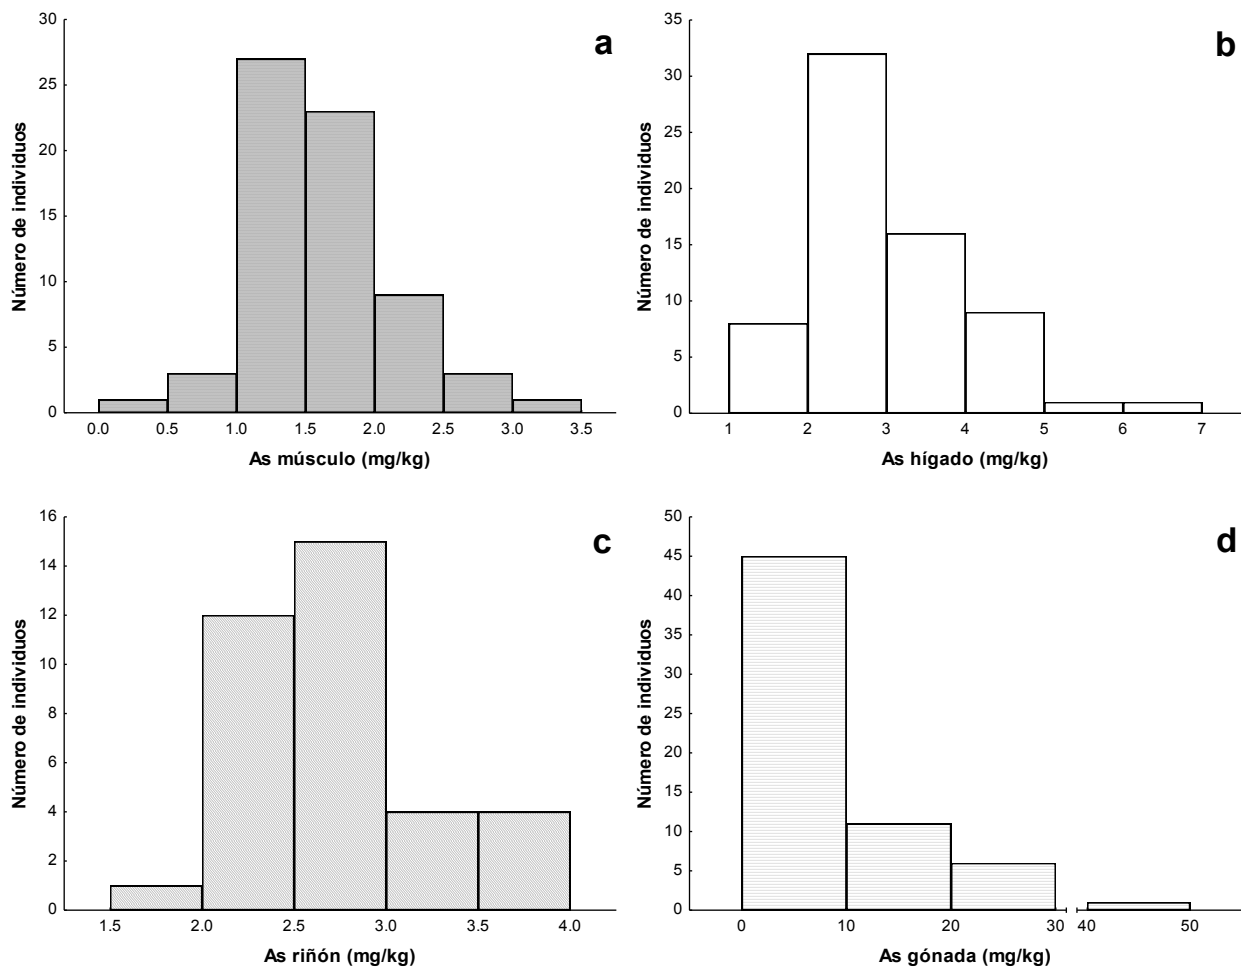 a
Número de individuos
30
25
20
15
10
5
0
0.0 0.5 1.0 1.5 2.0 2.5 3.0 3.5
As músculo (mg/kg)
b
Número de individuos
35
30
25
20
15
10
5
0
1 2 3 4 5 6 7
As hígado (mg/kg)
c
Número de individuos
16
14
12
10
8
6
4
2
0
1.5 2.0 2.5 3.0 3.5 4.0
As riñón (mg/kg)
d
Número de individuos
50
45
40
35
30
25
20
15
10
5
0
0 10 20 30 40 50
As gónada (mg/kg)